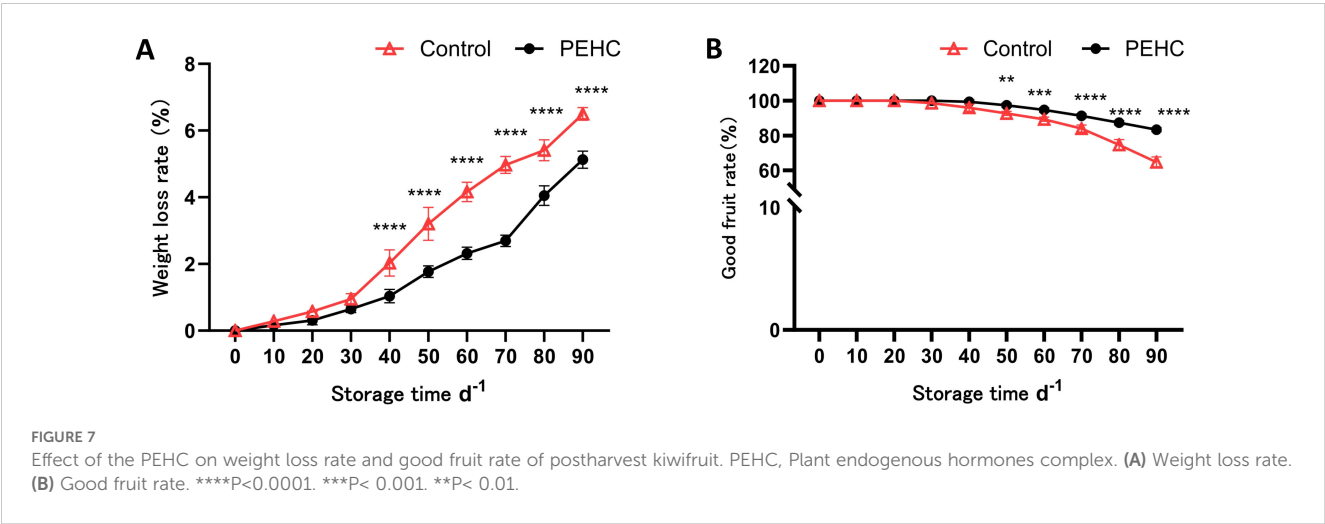 A
Control
PEHC
8
6
4
2
0
Weight loss rate (%)
****
****
****
****
****
****
0 10 20 30 40 50 60 70 80 90
Storage time d-1
B
Control
PEHC
120
100
80
60
10
0
Good fruit rate(%)
**
***
****
****
****
0 10 20 30 40 50 60 70 80 90
Storage time d-1
FIGURE 7
Effect of the PEHC on weight loss rate and good fruit rate of postharvest kiwifruit. PEHC, Plant endogenous hormones complex. (A) Weight loss rate.
(B) Good fruit rate. ****P<0.0001. ***P< 0.001. **P< 0.01.